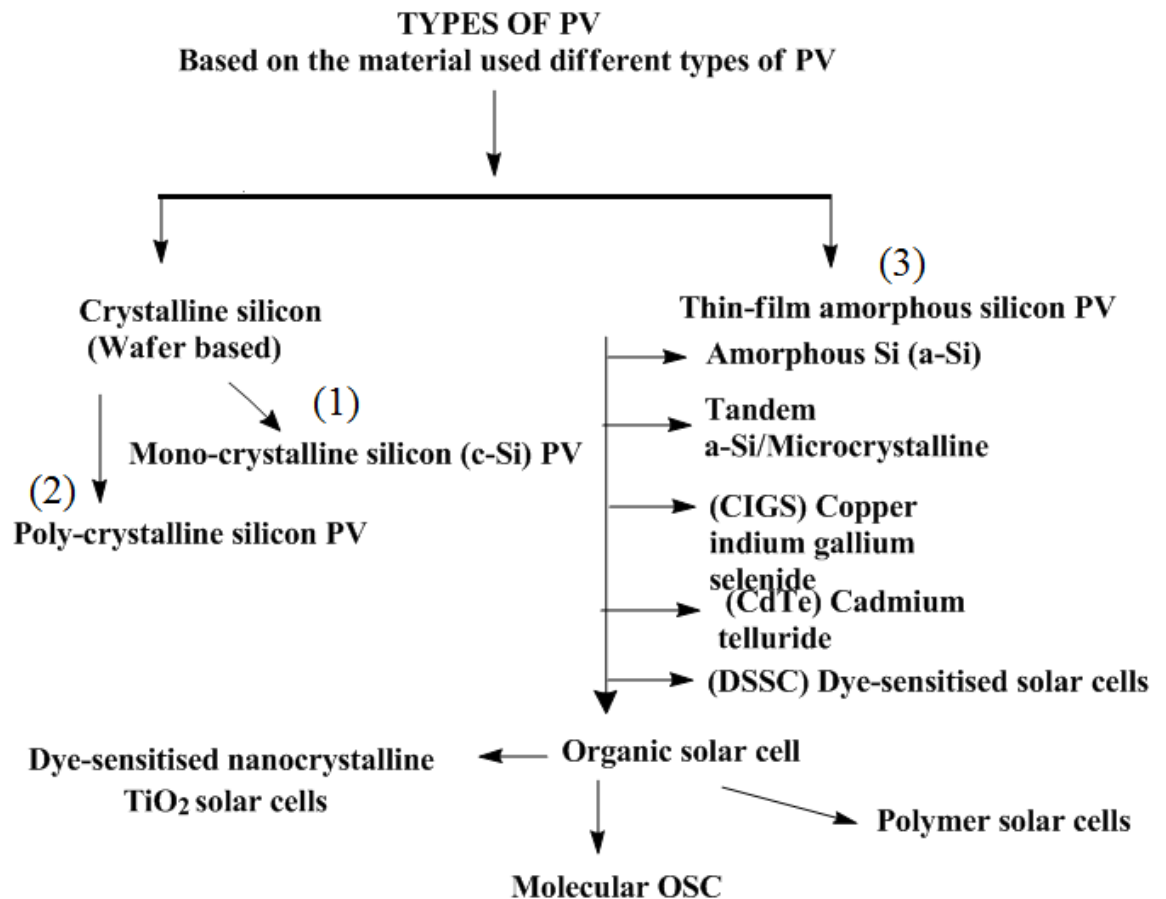 TYPES OF PV
Based on the material used different types of PV
(3)
Crystalline silicon
(Wafer based)
(1)
Mono-crystalline silicon (c-Si) PV
(2)
Poly-crystalline silicon PV
Thin-film amorphous silicon PV
Amorphous Si (a-Si)
Tandem
a-Si/Microcrystalline
(CIGS) Copper
indium gallium
selenide
(CdTe) Cadmium
telluride
(DSSC) Dye-sensitised solar cells
Organic solar cell
Dye-sensitised nanocrystalline
TiO2 solar cells
Polymer solar cells
Molecular OSC